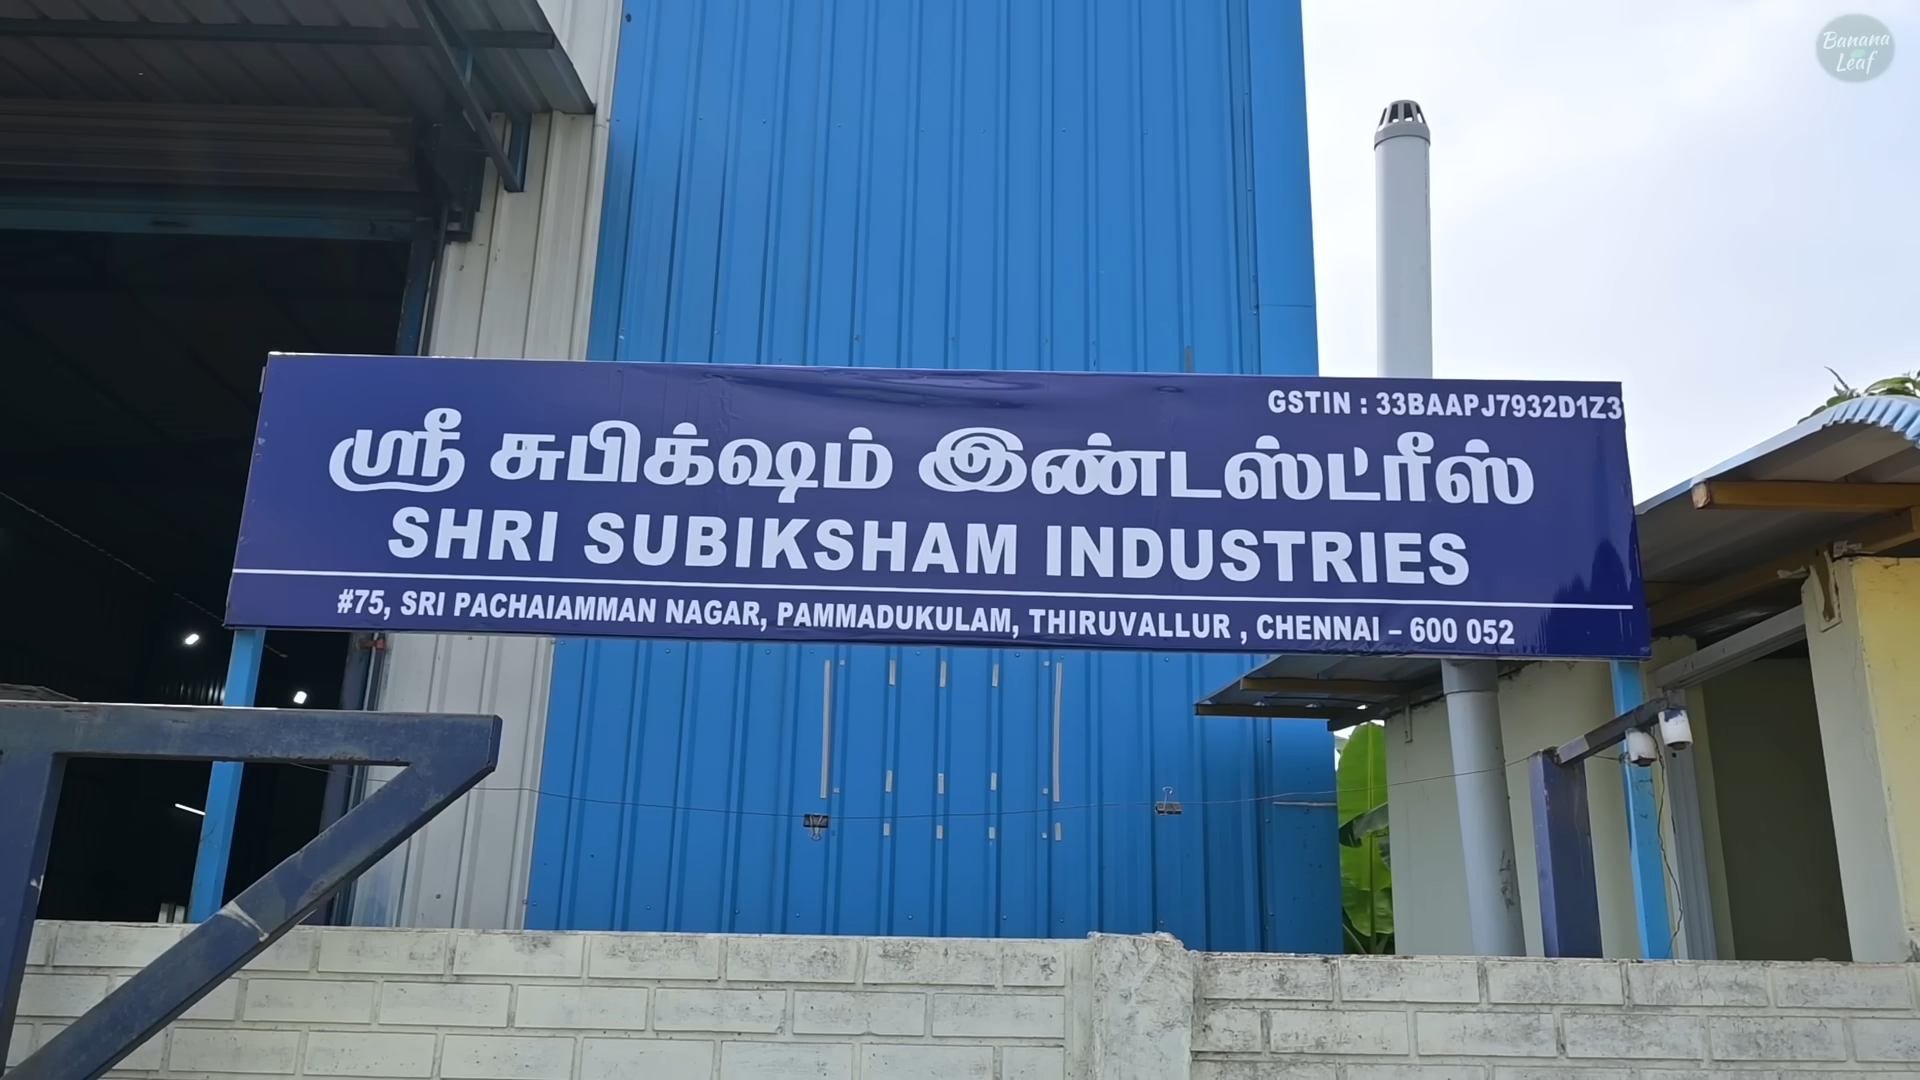 Banana
Leaf
GSTIN : 33BAAPJ7932D1Z3
ஸ்ரீ சுபிக்ஷம் இண்டஸ்ட்ரீஸ்
SHRI SUBIKSHAM INDUSTRIES
#75, SRI PACHAIAMMAN NAGAR, PAMMADUKULAM, THIRUVALLUR , CHENNAI – 600 052